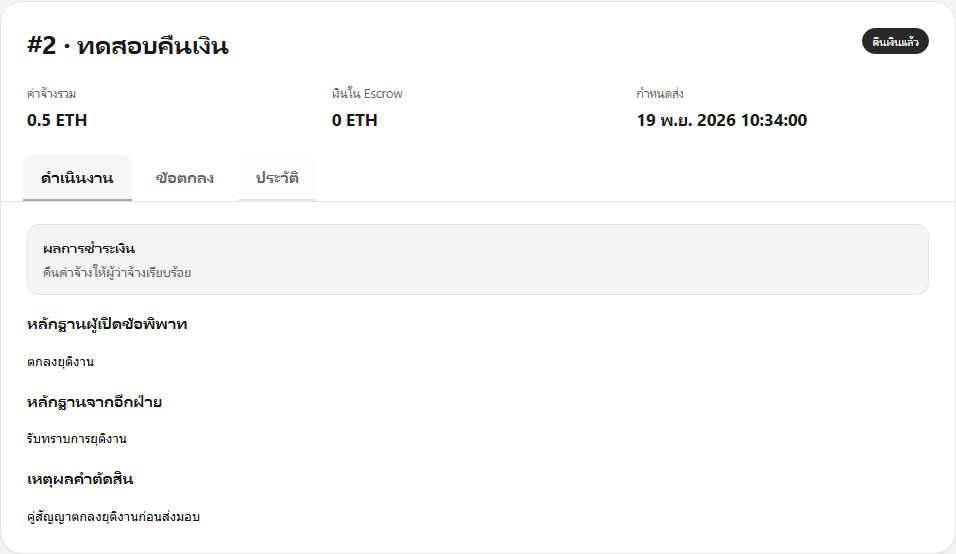 #2 · ทดสอบคืนเงิน
คืนเงินแล้ว
ค่าจ้างรวม
เงินใน Escrow
กำหนดส่ง
0.5 ETH
0 ETH
19 พ.ย. 2026 10:34:00
ดำเนินงาน
ข้อตกลง
ประวัติ
ผลการชำระเงิน
คืนค่าจ้างให้ผู้ว่าจ้างเรียบร้อย
หลักฐานผู้เปิดข้อพิพาท
ตกลงยุติงาน
หลักฐานจากอีกฝ่าย
รับทราบการยุติงาน
เหตุผลคำตัดสิน
คู่สัญญาตกลงยุติงานก่อนส่งมอบ